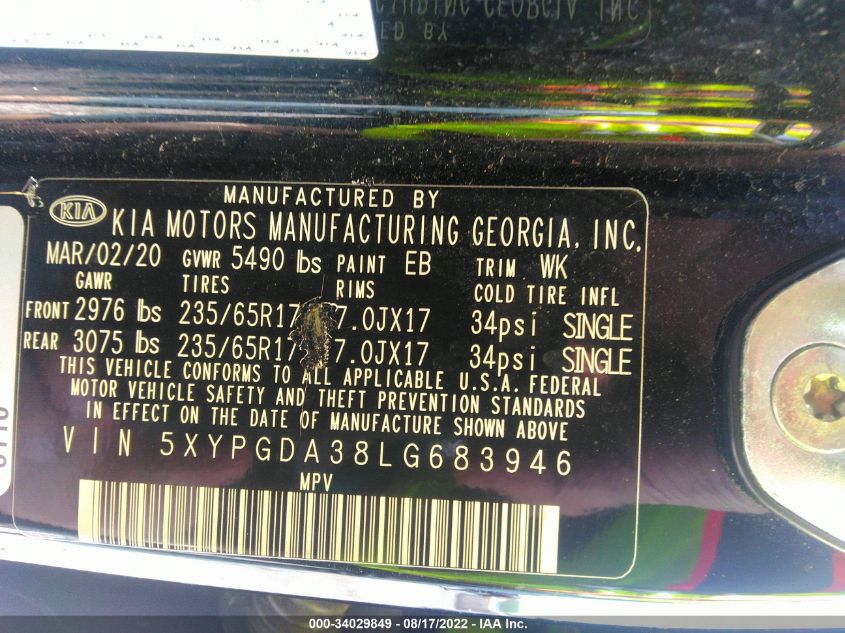 MANUFACTURED BY
KIA KIA MOTORS MANUFACTURING GEORGIA, INC.
MAR/02/20 GVWR 5490 lbs PAINT EB TRIM WK
GAWR TIRES RIMS COLD TIRE INFL
FRONT 2976 lbs 235/65R17 7.0JX17 34psi SINGLE
REAR 3075 lbs 235/65R17 7.0JX17 34psi SINGLE
THIS VEHICLE CONFORMS TO ALL APPLICABLE U.S.A. FEDERAL
MOTOR VEHICLE SAFETY AND THEFT PREVENTION STANDARDS
IN EFFECT ON THE DATE OF MANUFACTURE SHOWN ABOVE
VIN 5XYPGDA38LG683946
MPV
000-34029849 - 08/17/2022 - IAA Inc.